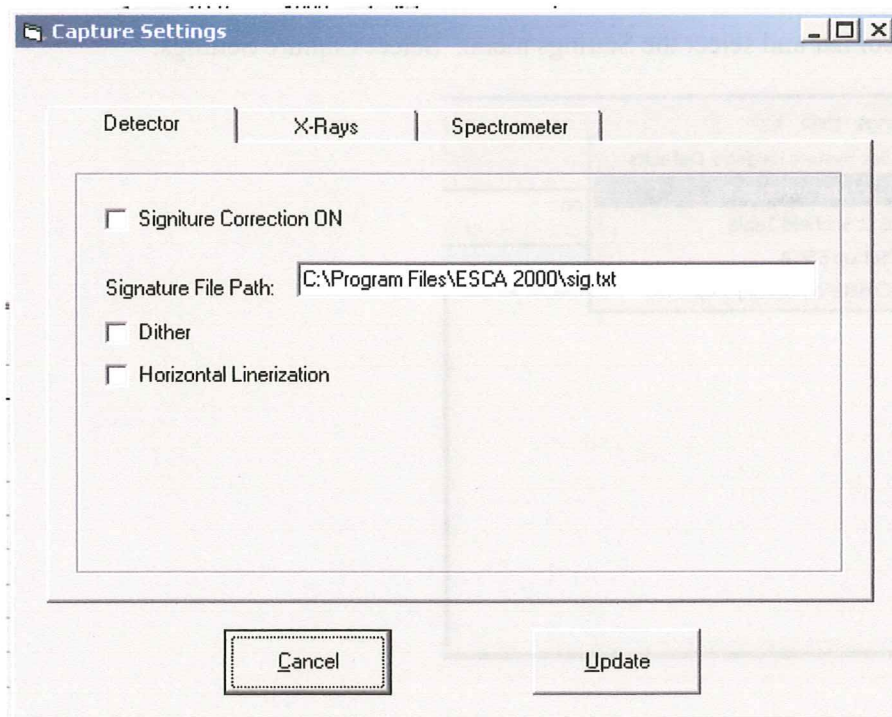 Capture Settings
Detector
X-Rays
Spectrometer
Signiture Correction ON
Signature File Path:
C:\Program Files\ESCA 2000\sig.txt
Dither
Horizontal Linerization
Cancel
Update